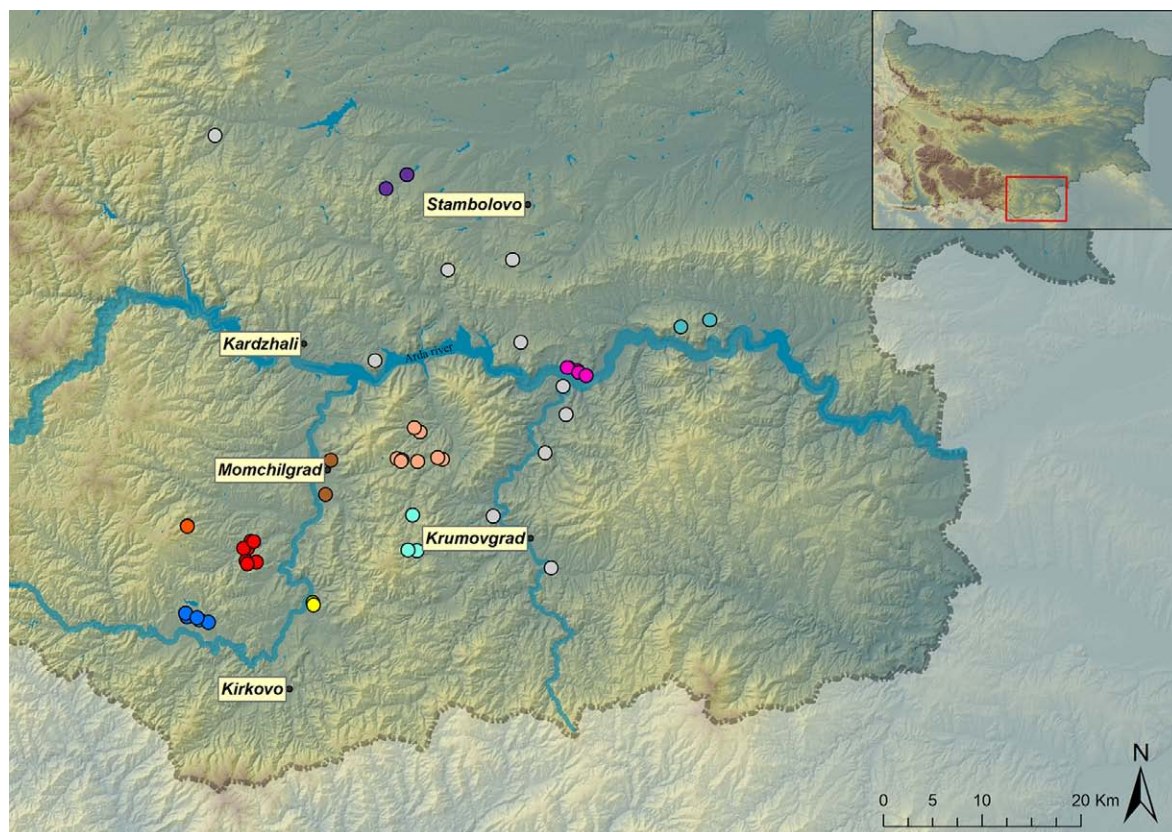 Stambolovo
Kardzhali
Arda river
Momchilgrad
Krumovgrad
Kirkovo
N
0 5 10 20 Km